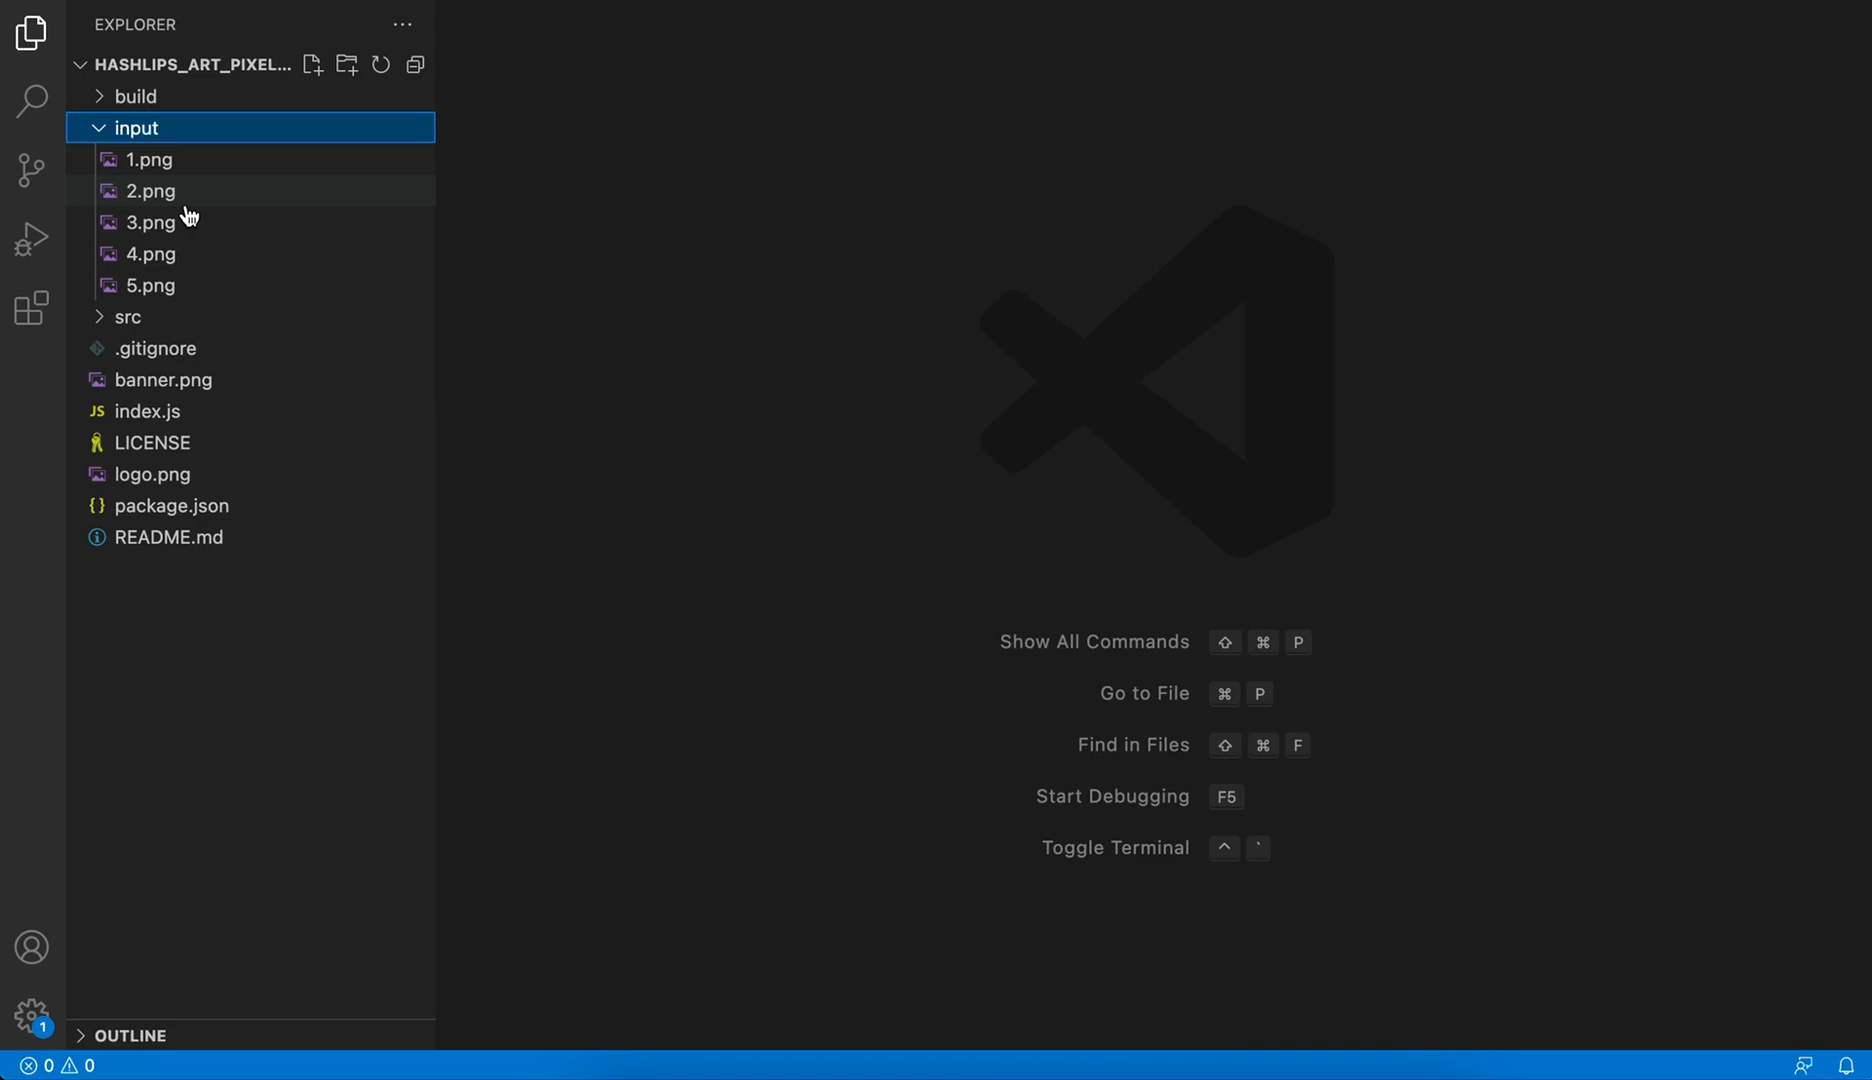 EXPLORER
HASHLIPS_ART_PIXEL...
build
input
1.png
2.png
3.png
4.png
5.png
src
.gitignore
banner.png
JS index.js
LICENSE
logo.png
{} package.json
README.md
Show All Commands ⇧ ⌘ P
Go to File ⌘ P
Find in Files ⇧ ⌘ F
Start Debugging F5
Toggle Terminal ^ `
1
OUTLINE
0 0